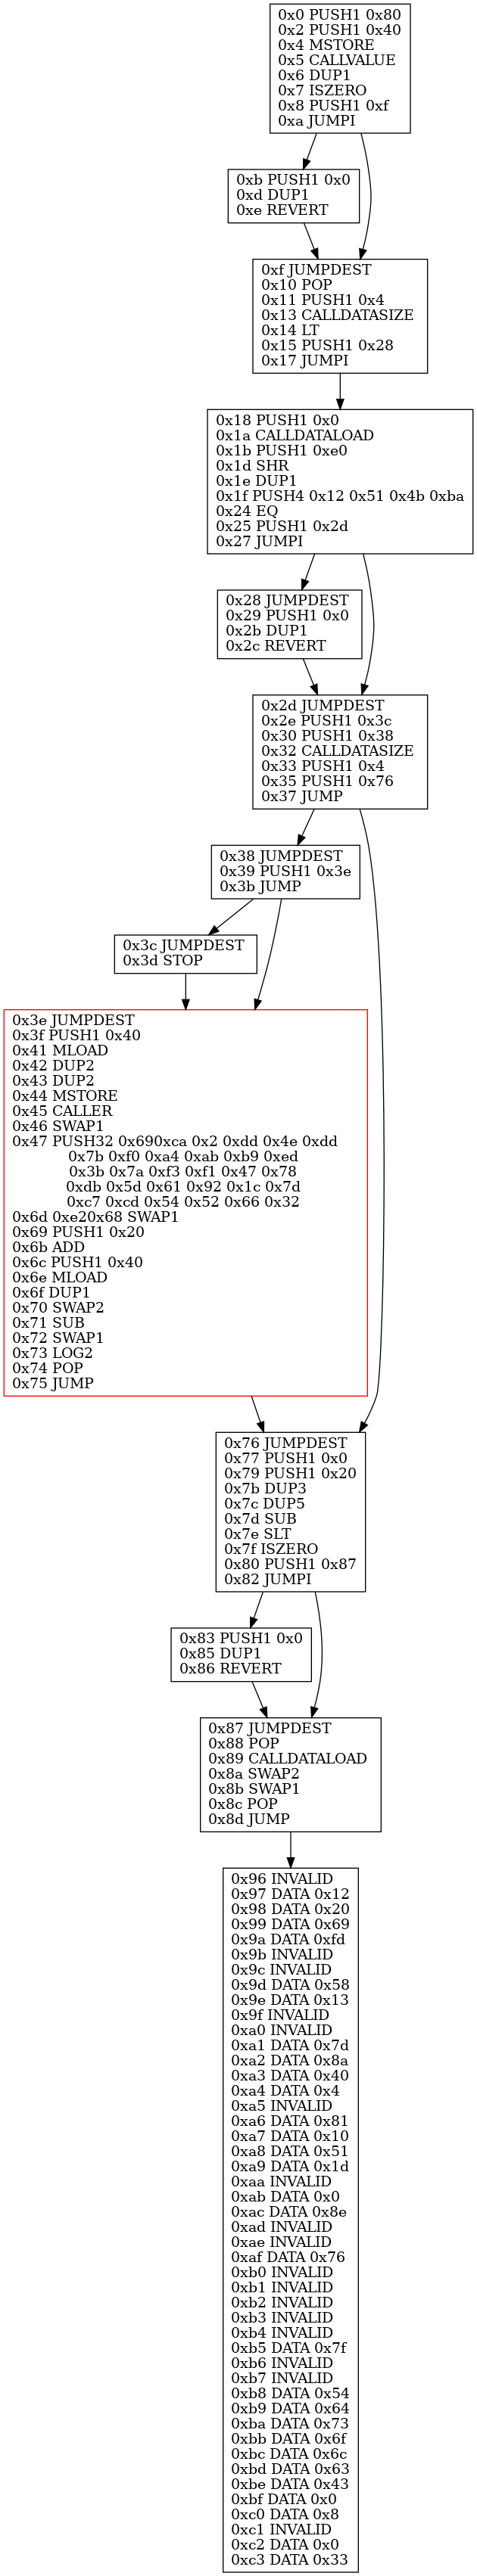 0x0 PUSH1 0x80
0x2 PUSH1 0x40
0x4 MSTORE
0x5 CALLVALUE
0x6 DUP1
0x7 ISZERO
0x8 PUSH1 0xf
0xa JUMPI
0xb PUSH1 0x0
0xd DUP1
0xe REVERT
0xf JUMPDEST
0x10 POP
0x11 PUSH1 0x4
0x13 CALLDATASIZE
0x14 LT
0x15 PUSH1 0x28
0x17 JUMPI
0x18 PUSH1 0x0
0x1a CALLDATALOAD
0x1b PUSH1 0xe0
0x1d SHR
0x1e DUP1
0x1f PUSH4 0x12 0x51 0x4b 0xba
0x24 EQ
0x25 PUSH1 0x2d
0x27 JUMPI
0x28 JUMPDEST
0x29 PUSH1 0x0
0x2b DUP1
0x2c REVERT
0x2d JUMPDEST
0x2e PUSH1 0x3c
0x30 PUSH1 0x38
0x32 CALLDATASIZE
0x33 PUSH1 0x4
0x35 PUSH1 0x76
0x37 JUMP
0x38 JUMPDEST
0x39 PUSH1 0x3e
0x3b JUMP
0x3c JUMPDEST
0x3d STOP
0x3e JUMPDEST
0x3f PUSH1 0x40
0x41 MLOAD
0x42 DUP2
0x43 DUP2
0x44 MSTORE
0x45 CALLER
0x46 SWAP1
0x47 PUSH32 0x690xca 0x2 0xdd 0x4e 0xdd
0x7b 0xf0 0xa4 0xab 0xb9 0xed
0x3b 0x7a 0xf3 0xf1 0x47 0x78
0xdb 0x5d 0x61 0x92 0x1c 0x7d
0xc7 0xcd 0x54 0x52 0x66 0x32
0x6d 0xe20x68 SWAP1
0x69 PUSH1 0x20
0x6b ADD
0x6c PUSH1 0x40
0x6e MLOAD
0x6f DUP1
0x70 SWAP2
0x71 SUB
0x72 SWAP1
0x73 LOG2
0x74 POP
0x75 JUMP
0x76 JUMPDEST
0x77 PUSH1 0x0
0x79 PUSH1 0x20
0x7b DUP3
0x7c DUP5
0x7d SUB
0x7e SLT
0x7f ISZERO
0x80 PUSH1 0x87
0x82 JUMPI
0x83 PUSH1 0x0
0x85 DUP1
0x86 REVERT
0x87 JUMPDEST
0x88 POP
0x89 CALLDATALOAD
0x8a SWAP2
0x8b SWAP1
0x8c POP
0x8d JUMP
0x96 INVALID
0x97 DATA 0x12
0x98 DATA 0x20
0x99 DATA 0x69
0x9a DATA 0xfd
0x9b INVALID
0x9c INVALID
0x9d DATA 0x58
0x9e DATA 0x13
0x9f INVALID
0xa0 INVALID
0xa1 DATA 0x7d
0xa2 DATA 0x8a
0xa3 DATA 0x40
0xa4 DATA 0x4
0xa5 INVALID
0xa6 DATA 0x81
0xa7 DATA 0x10
0xa8 DATA 0x51
0xa9 DATA 0x1d
0xaa INVALID
0xab DATA 0x0
0xac DATA 0x8e
0xad INVALID
0xae INVALID
0xaf DATA 0x76
0xb0 INVALID
0xb1 INVALID
0xb2 INVALID
0xb3 INVALID
0xb4 INVALID
0xb5 DATA 0x7f
0xb6 INVALID
0xb7 INVALID
0xb8 DATA 0x54
0xb9 DATA 0x64
0xba DATA 0x73
0xbb DATA 0x6f
0xbc DATA 0x6c
0xbd DATA 0x63
0xbe DATA 0x43
0xbf DATA 0x0
0xc0 DATA 0x8
0xc1 INVALID
0xc2 DATA 0x0
0xc3 DATA 0x33